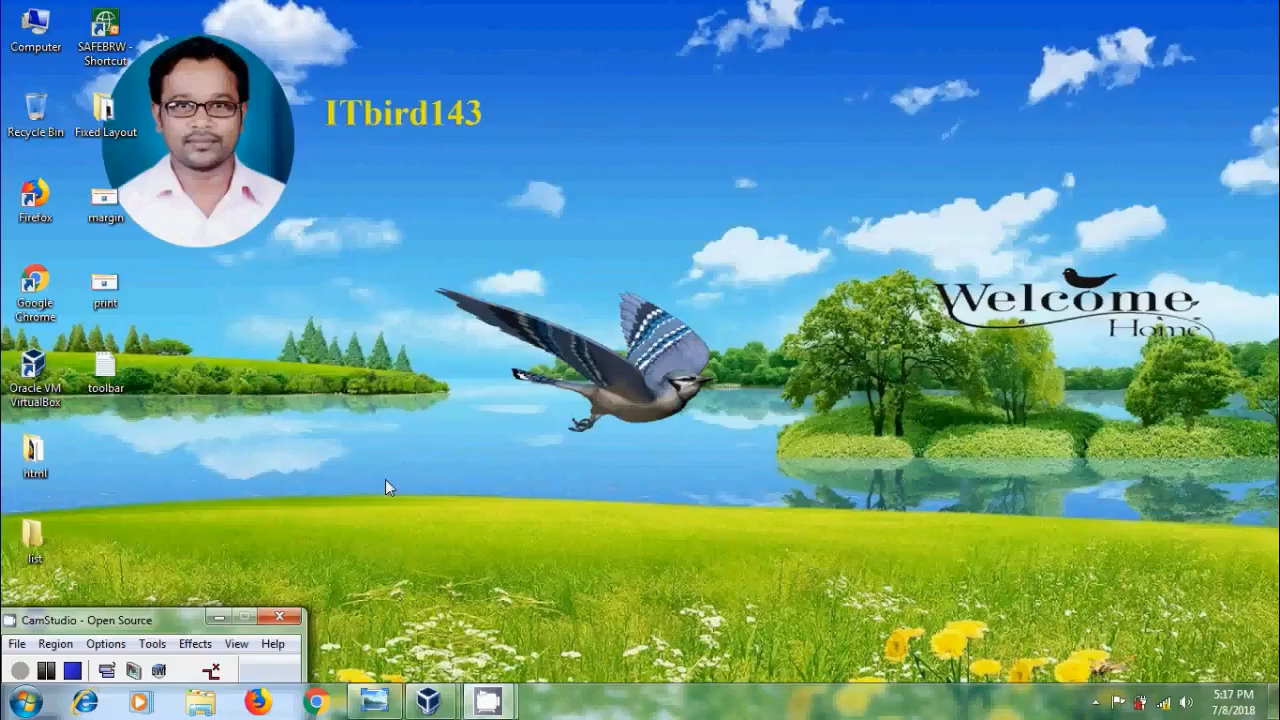 Computer
SAFEBRW -
Shortcut
Recycle Bin
Fixed Layout
Firefox
margin
Google
Chrome
print
Oracle VM
VirtualBox
toolbar
html
list
ITbird143
Welcome
Home
CamStudio - Open Source
File Region Options Tools Effects View Help
5:17 PM
7/8/2018